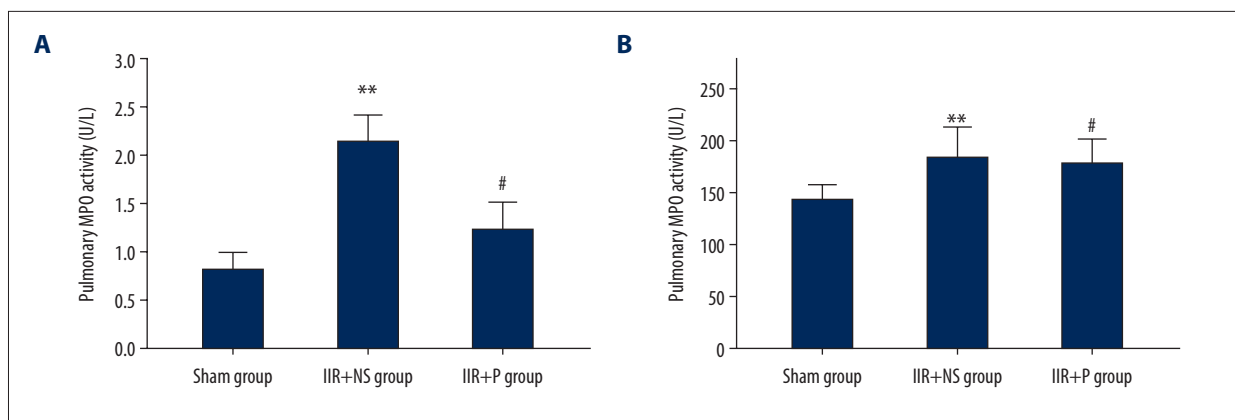 A
Pulmonary MPO activity (U/L)
3.0
2.5
2.0
1.5
1.0
0.5
0.0
**
#
Sham group
IIR+NS group
IIR+P group
B
Pulmonary MPO activity (U/L)
250
200
150
100
50
0
**
#
Sham group
IIR+NS group
IIR+P group